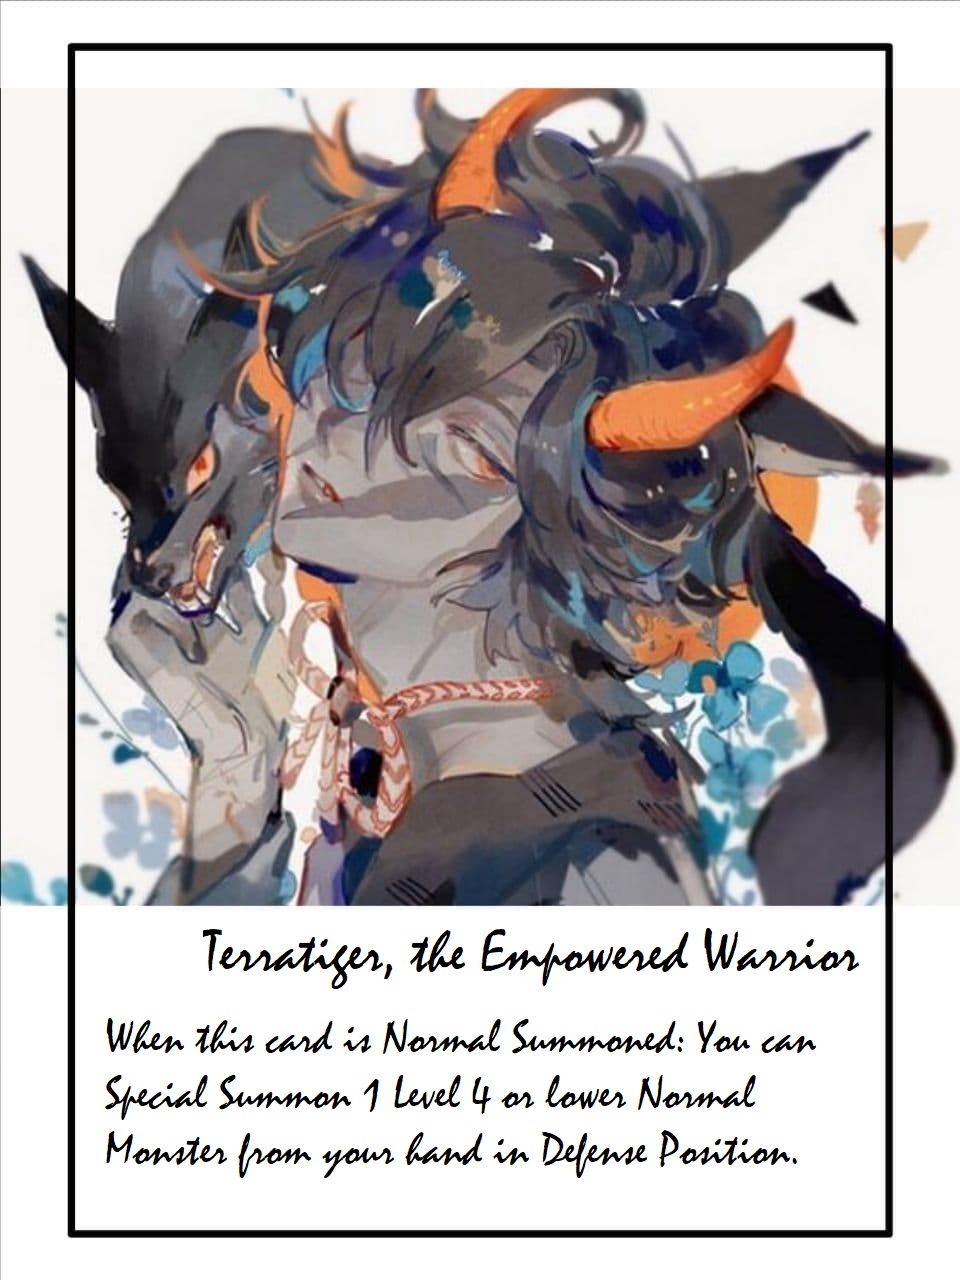 Terratiger, the Empowered Warrior
When this card is Normal Summoned: You can
Special Summon 1 Level 4 or lower Normal
Monster from your hand in Defense Position.